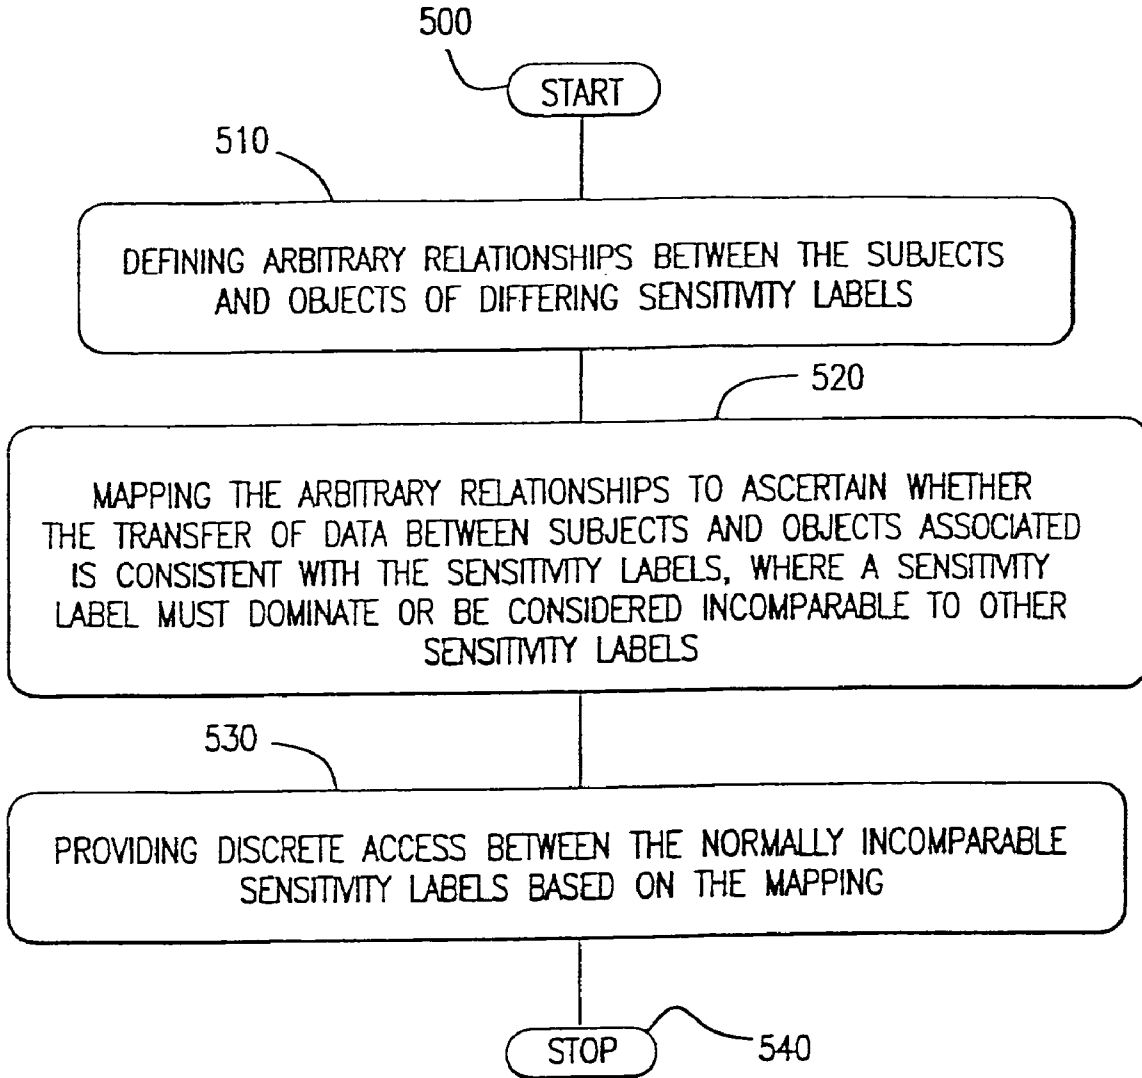 500
START
510
DEFINING ARBITRARY RELATIONSHIPS BETWEEN THE SUBJECTS
AND OBJECTS OF DIFFERING SENSITIVITY LABELS
520
MAPPING THE ARBITRARY RELATIONSHIPS TO ASCERTAIN WHETHER
THE TRANSFER OF DATA BETWEEN SUBJECTS AND OBJECTS ASSOCIATED
IS CONSISTENT WITH THE SENSITIVITY LABELS, WHERE A SENSITIVITY
LABEL MUST DOMINATE OR BE CONSIDERED INCOMPARABLE TO OTHER
SENSITIVITY LABELS
530
PROVIDING DISCRETE ACCESS BETWEEN THE NORMALLY INCOMPARABLE
SENSITIVITY LABELS BASED ON THE MAPPING
STOP
540